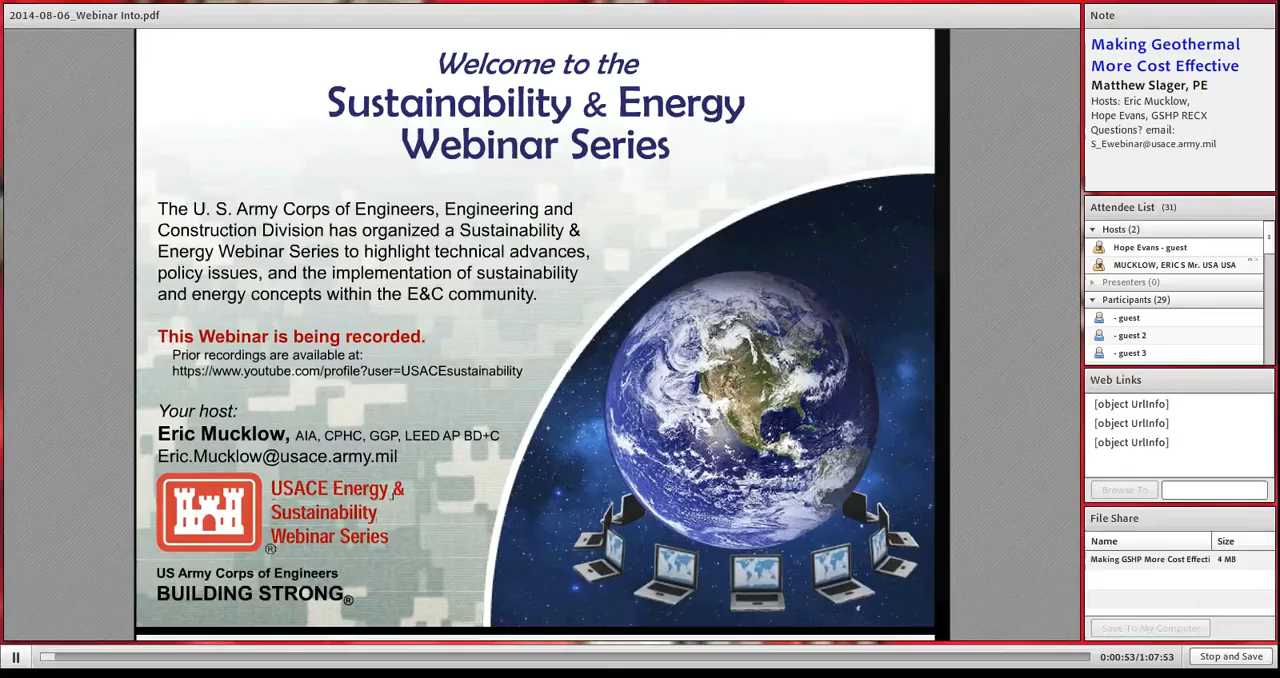 2014-08-06_Webinar Into.pdf
Welcome to the
Sustainability & Energy
Webinar Series
The U. S. Army Corps of Engineers, Engineering and
Construction Division has organized a Sustainability &
Energy Webinar Series to highlight technical advances,
policy issues, and the implementation of sustainability
and energy concepts within the E&C community.
This Webinar is being recorded.
Prior recordings are available at:
https://www.youtube.com/profile?user=USACEsustainability
Your host:
Eric Mucklow, AIA, CPHC, GGP, LEED AP BD+C
Eric.Mucklow@usace.army.mil
USACE Energy &
Sustainability
Webinar Series
®
US Army Corps of Engineers
BUILDING STRONG®
Note
Making Geothermal
More Cost Effective
Matthew Slager, PE
Hosts: Eric Mucklow,
Hope Evans, GSHP RECX
Questions? email:
S_Ewebinar@usace.army.mil
Attendee List (31)
Hosts (2)
Hope Evans - guest
MUCKLOW, ERIC S Mr. USA USA
Presenters (0)
Participants (29)
- guest
- guest 2
- guest 3
Web Links
[object UrlInfo]
[object UrlInfo]
[object UrlInfo]
Browse To
File Share
Name Size
Making GSHP More Cost Effecti 4 MB
Save To My Computer
0:00:53/1:07:53
Stop and Save